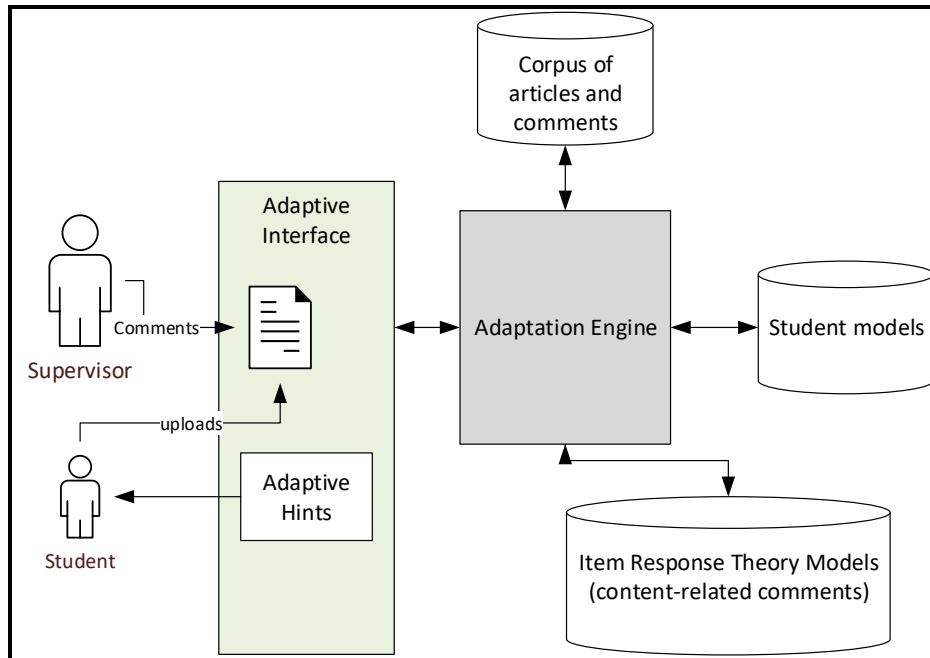 Corpus of
articles and
comments
Adaptive
Interface
Comments
Supervisor
uploads
Student
Adaptive
Hints
Adaptation Engine
Student models
Item Response Theory Models
(content-related comments)